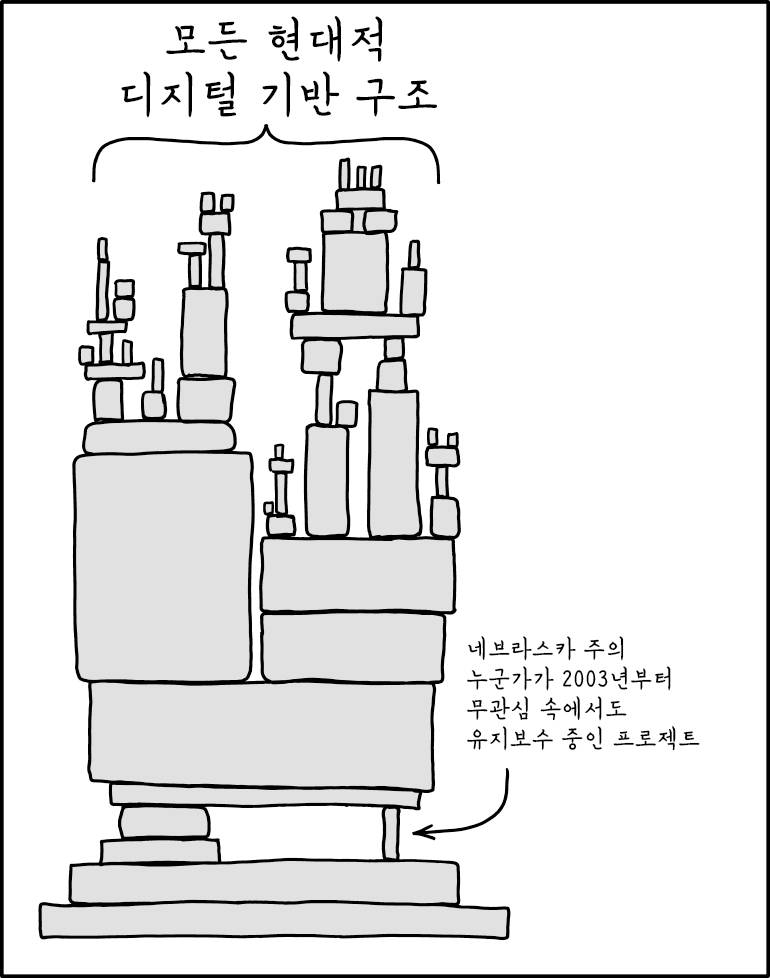 모든 현대적
디지털 기반 구조
네브라스카 주의
누군가가 2003년부터
무관심 속에서도
유지보수 중인 프로젝트